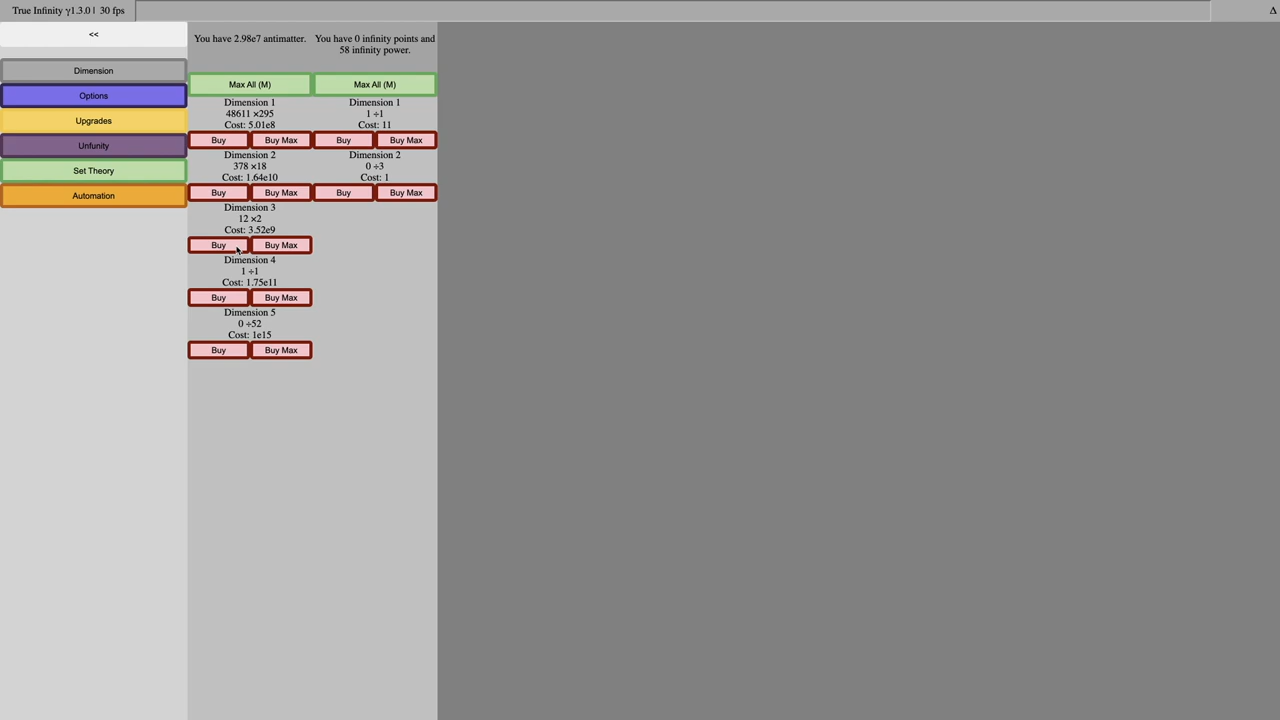 True Infinity γ1.3.0 | 30 fps
Δ
<<
Dimension
Options
Upgrades
Unfunity
Set Theory
Automation
You have 2.98e7 antimatter.
Max All (M)
Dimension 1
48611 ×295
Cost: 5.01e8
Buy
Buy Max
Dimension 2
378 ×18
Cost: 1.64e10
Buy
Buy Max
Dimension 3
12 ×2
Cost: 3.52e9
Buy
Buy Max
Dimension 4
1 ÷1
Cost: 1.75e11
Buy
Buy Max
Dimension 5
0 ÷52
Cost: 1e15
Buy
Buy Max
You have 0 infinity points and
58 infinity power.
Max All (M)
Dimension 1
1 ÷1
Cost: 11
Buy
Buy Max
Dimension 2
0 ÷3
Cost: 1
Buy
Buy Max